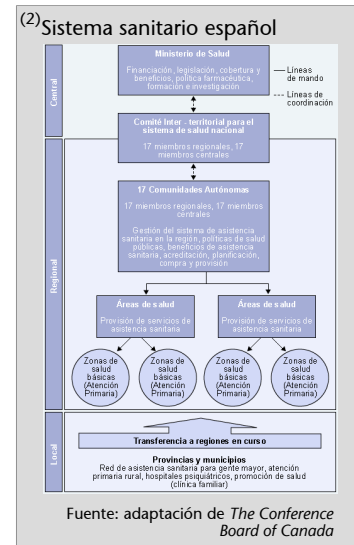 (2)Sistema sanitario español
Central
Ministerio de Salud
Financiación, legislación, cobertura y
beneficios, política farmacéutica,
formación e investigación
Líneas
de mando
Líneas de
coordinación
Comité Inter - territorial para el
sistema de salud nacional
17 miembros regionales, 17
miembros centrales
Regional
17 Comunidades Autónomas
17 miembros regionales, 17 miembros
centrales
Gestión del sistema de asistencia
sanitaria en la región, políticas de salud
públicas, beneficios de asistencia
sanitaria, acreditación, planificación,
compra y provisión
Áreas de salud
Provisión de servicios de
asistencia sanitaria
Áreas de salud
Provisión de servicios de
asistencia sanitaria
Zonas de
salud
básicas
(Atención
Primaria)
Zonas de
salud
básicas
(Atención
Primaria)
Zonas de
salud
básicas
(Atención
Primaria)
Zonas de
salud
básicas
(Atención
Primaria)
Local
Transferencia a regiones en curso
Provincias y municipios
Red de asistencia sanitaria para gente mayor, atención
primaria rural, hospitales psiquiátricos, promoción de salud
(clínica familiar)
Fuente: adaptación de The Conference
Board of Canada